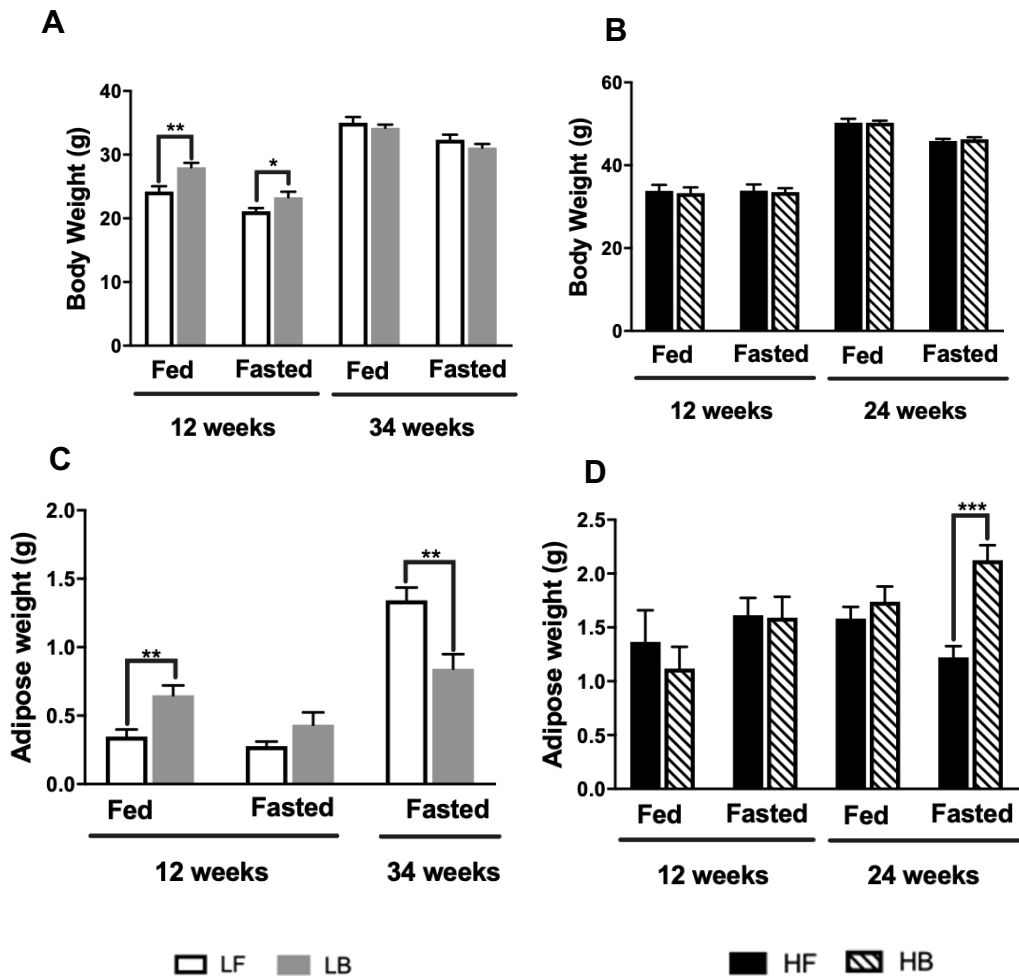 A
Body Weight (g)
40
30
20
10
0
**
*
Fed Fasted Fed Fasted
12 weeks 34 weeks
B
Body Weight (g)
60
40
20
0
Fed Fasted Fed Fasted
12 weeks 24 weeks
C
Adipose weight (g)
2.0
1.5
1.0
0.5
0.0
**
**
Fed Fasted Fasted
12 weeks 34 weeks
D
Adipose weight (g)
2.5
2.0
1.5
1.0
0.5
0.0
***
Fed Fasted Fed Fasted
12 weeks 24 weeks
LF LB
HF HB